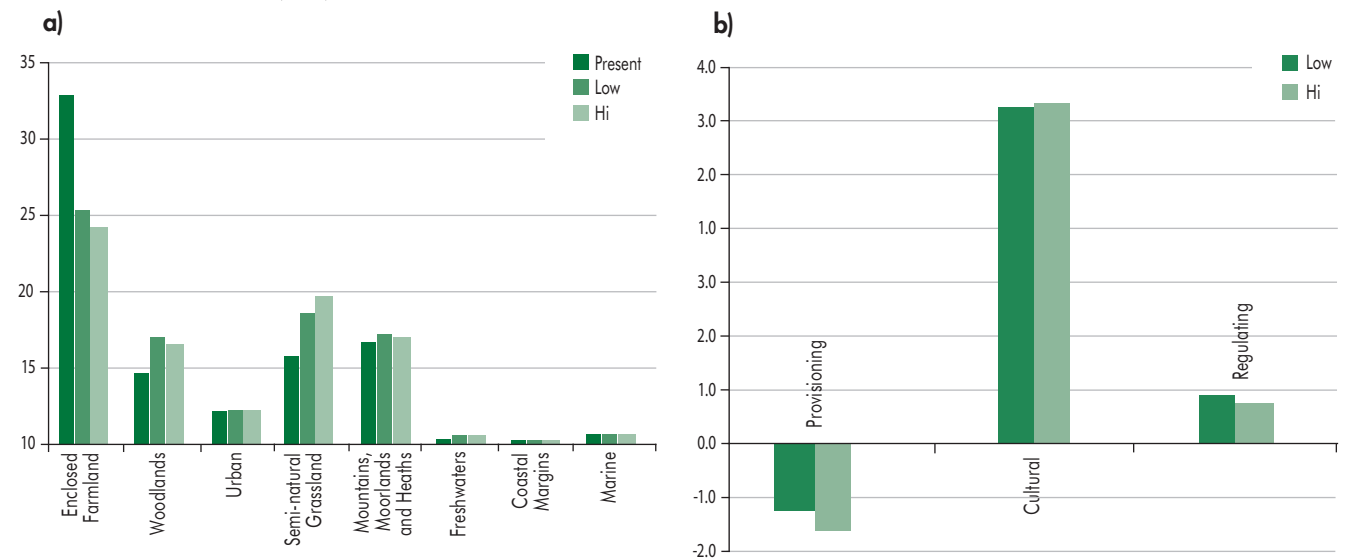 a)
35
30
25
20
15
10
Present
Low
Hi
Enclosed
Farmland
Woodlands
Urban
Semi-natural
Grassland
Mountains,
Moorlands
and Heaths
Freshwaters
Coastal
Margins
Marine
b)
4.0
3.0
2.0
1.0
3.0
2.0
1.0
0.0
-1.0
-2.0
Low
Hi
Provisioning
Cultural
Regulating